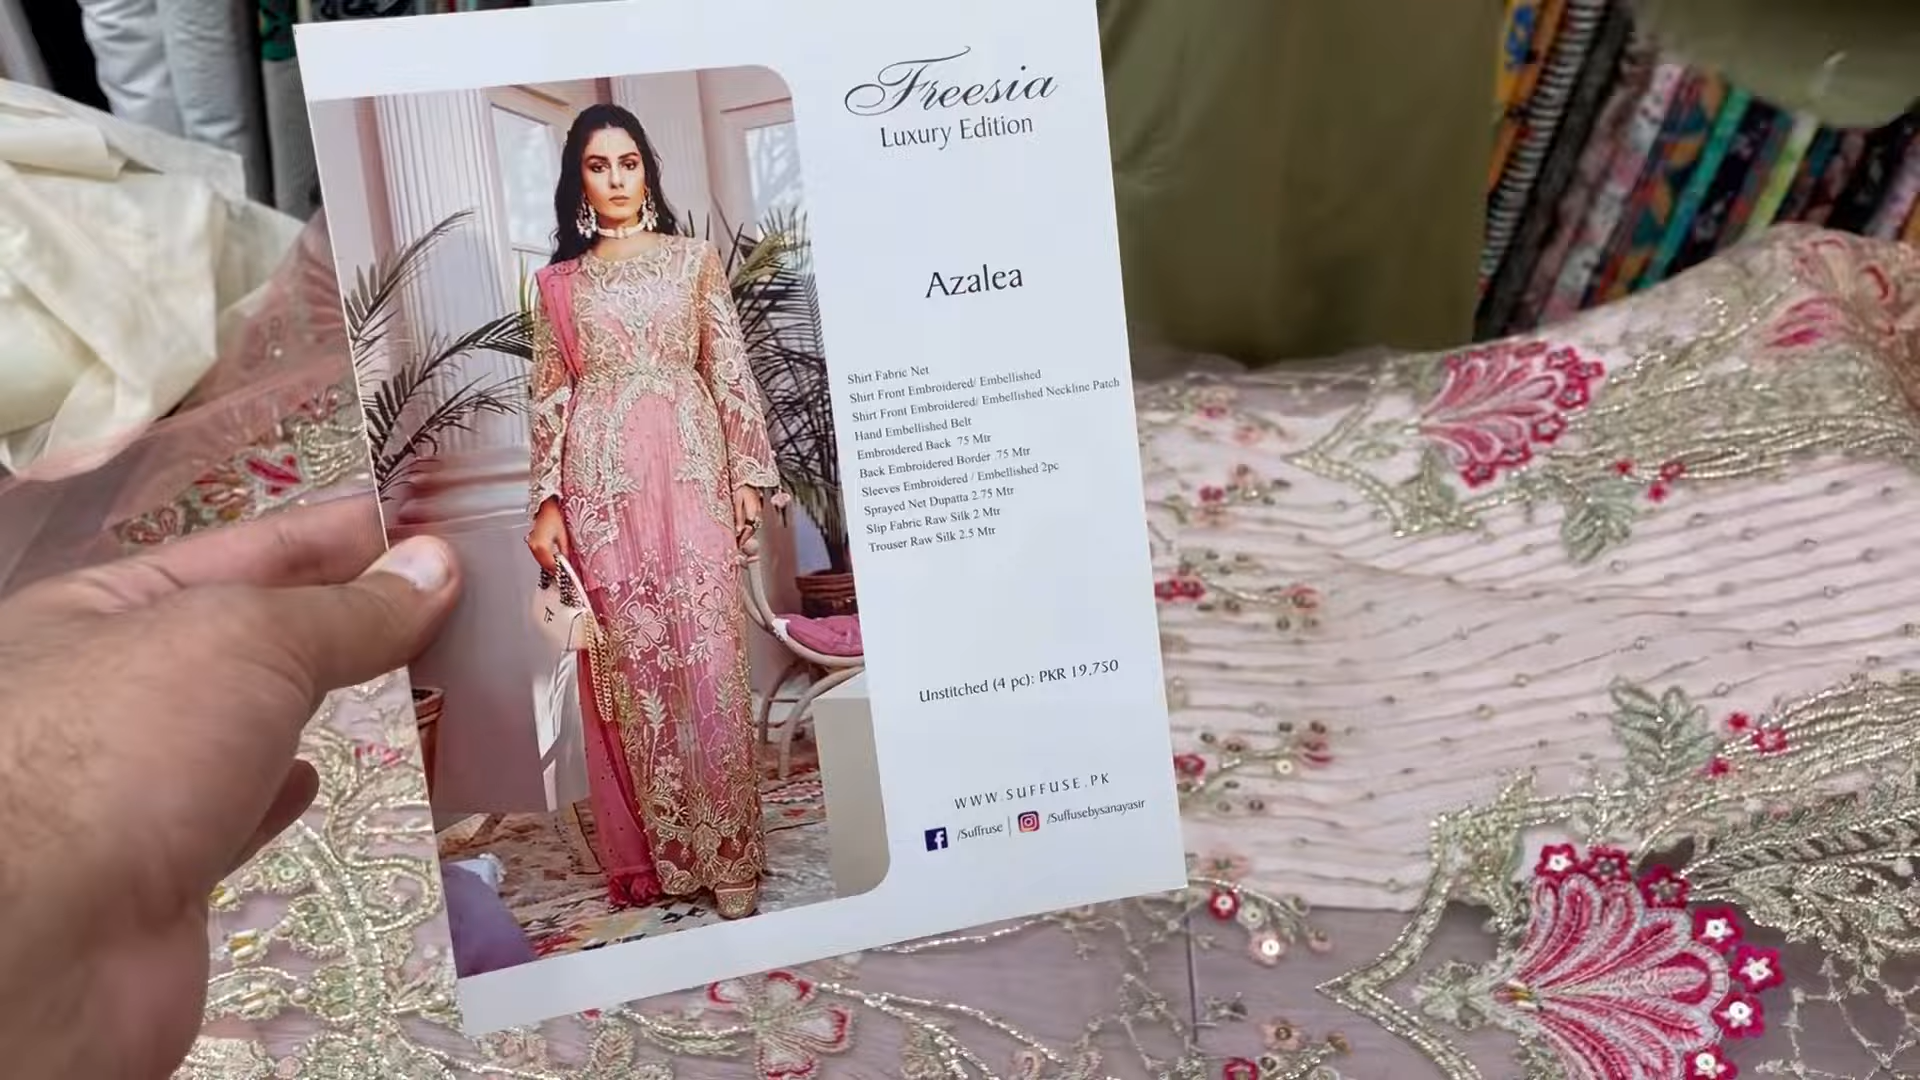 Freesia
Luxury Edition
Azalea
Shirt Fabric Net
Shirt Front Embroidered/ Embellished
Shirt Front Embroidered/ Embellished Neckline Patch
Hand Embellished Belt
Embroidered Back .75 Mtr
Back Embroidered Border .75 Mtr
Sleeves Embroidered / Embellished 2pc
Sprayed Net Dupatta 2.75 Mtr
Slip Fabric Raw Silk 2 Mtr
Trouser Raw Silk 2.5 Mtr
Unstitched (4 pc): PKR 19,750
WWW.SUFFUSE.PK
/Suffruse | /Suffusebysanayasir